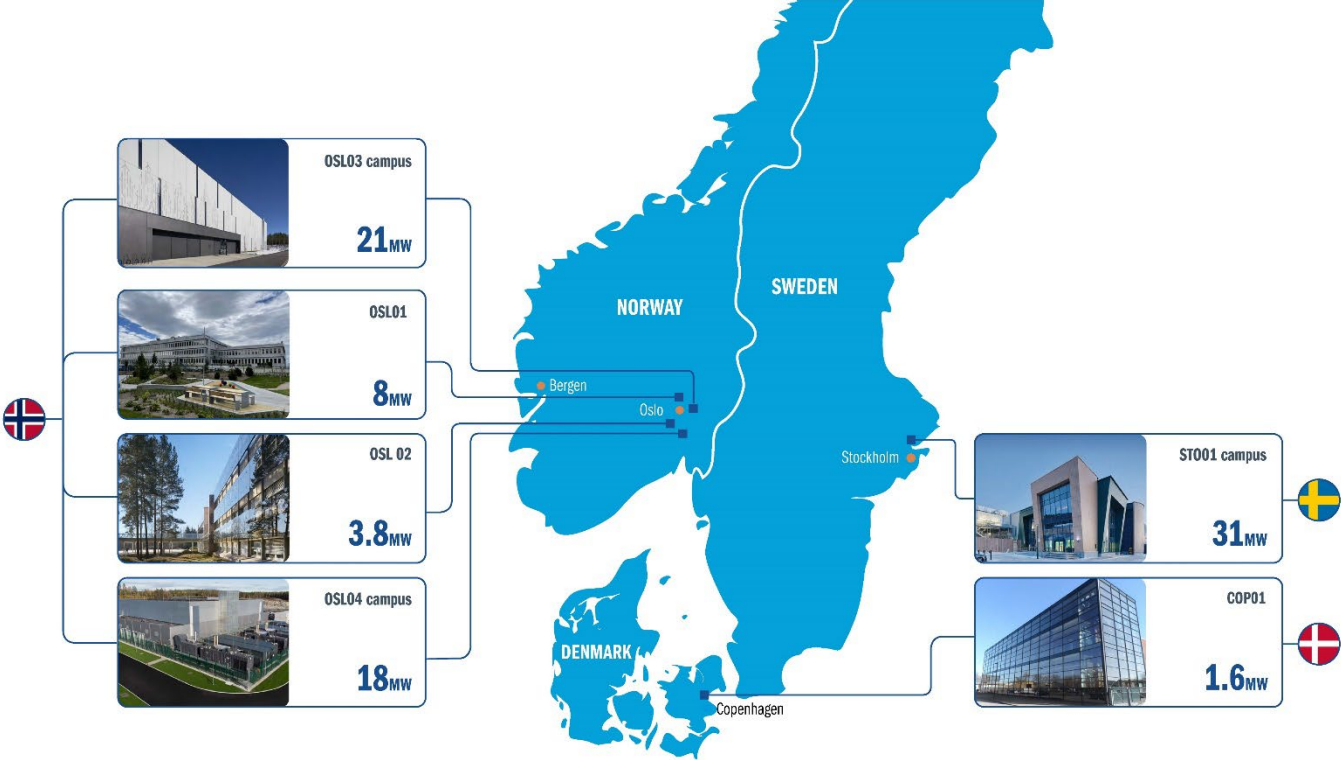 OSL03 campus
21MW
OSL01
8MW
OSL 02
3.8MW
OSL04 campus
18MW
NORWAY
SWEDEN
Bergen
Oslo
Stockholm
DENMARK
Copenhagen
STO01 campus
31MW
COP01
1.6MW